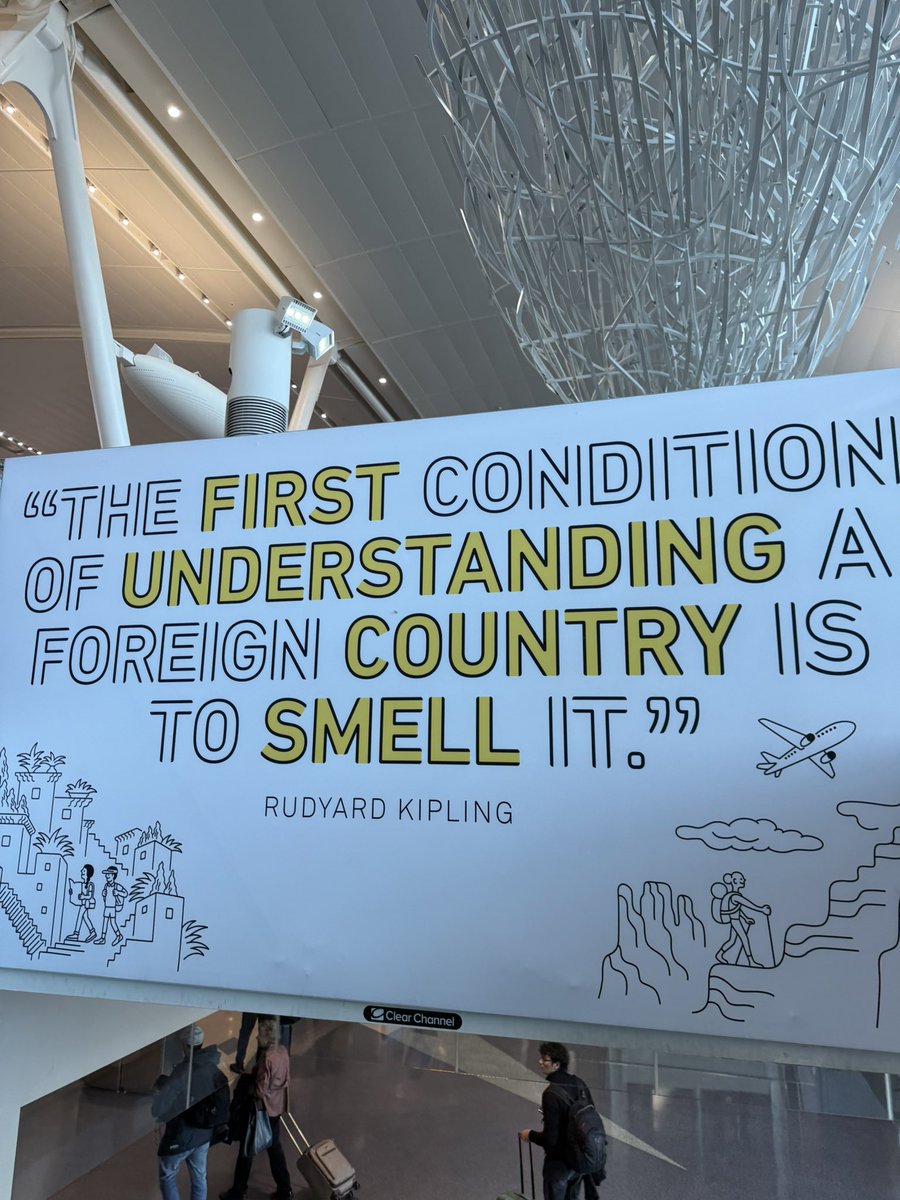 “THE FIRST CONDITION
OF UNDERSTANDING A
FOREIGN COUNTRY IS
TO SMELL IT.”
RUDYARD KIPLING
Clear Channel